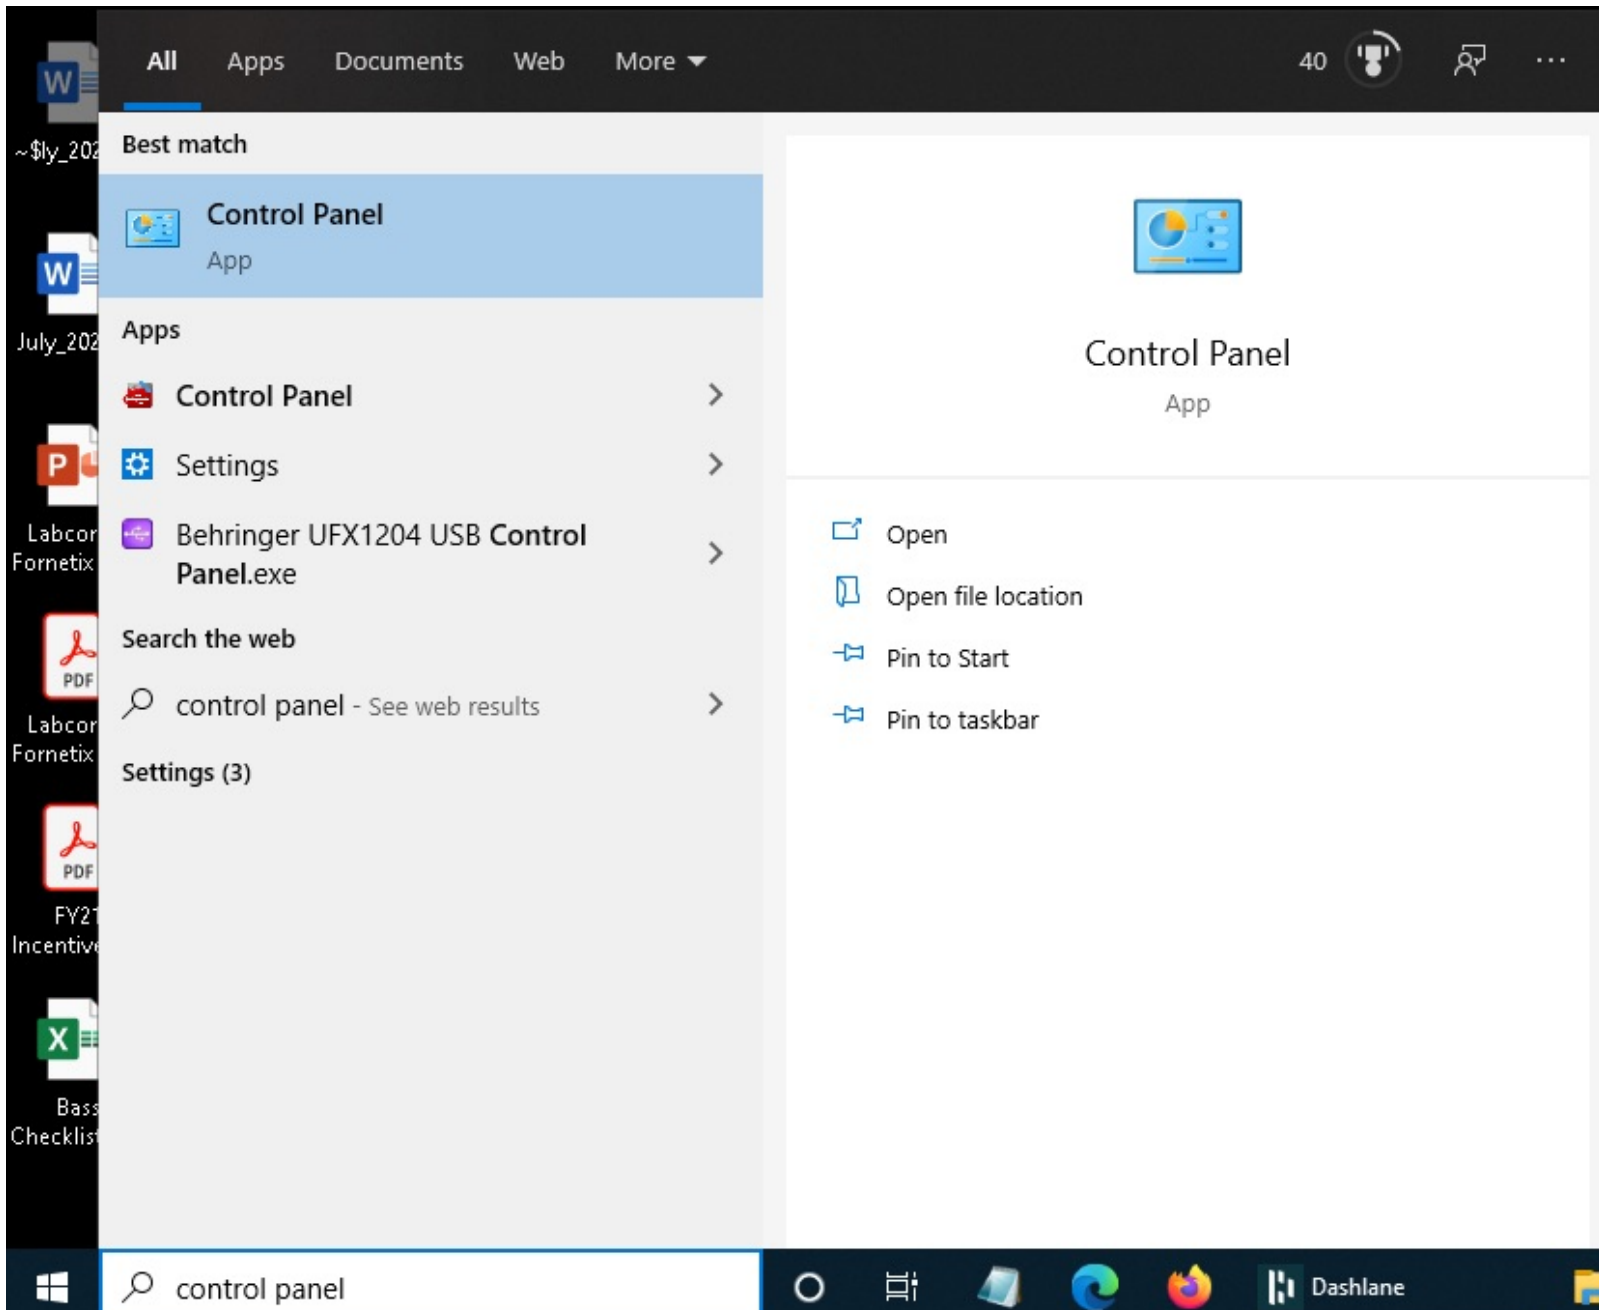 All Apps Documents Web More 40 ...
Best match
Control Panel
App
Apps
Control Panel
Settings
Behringer UFX1204 USB Control
Panel.exe
Search the web
control panel - See web results
Settings (3)
Control Panel
App
Open
Open file location
Pin to Start
Pin to taskbar
W
~$ly_202
W
July_202
P
Labcor
Fornetix
PDF
Labcor
Fornetix
PDF
FY21
Incentive
X
Bass
Checklist
control panel
Dashlane